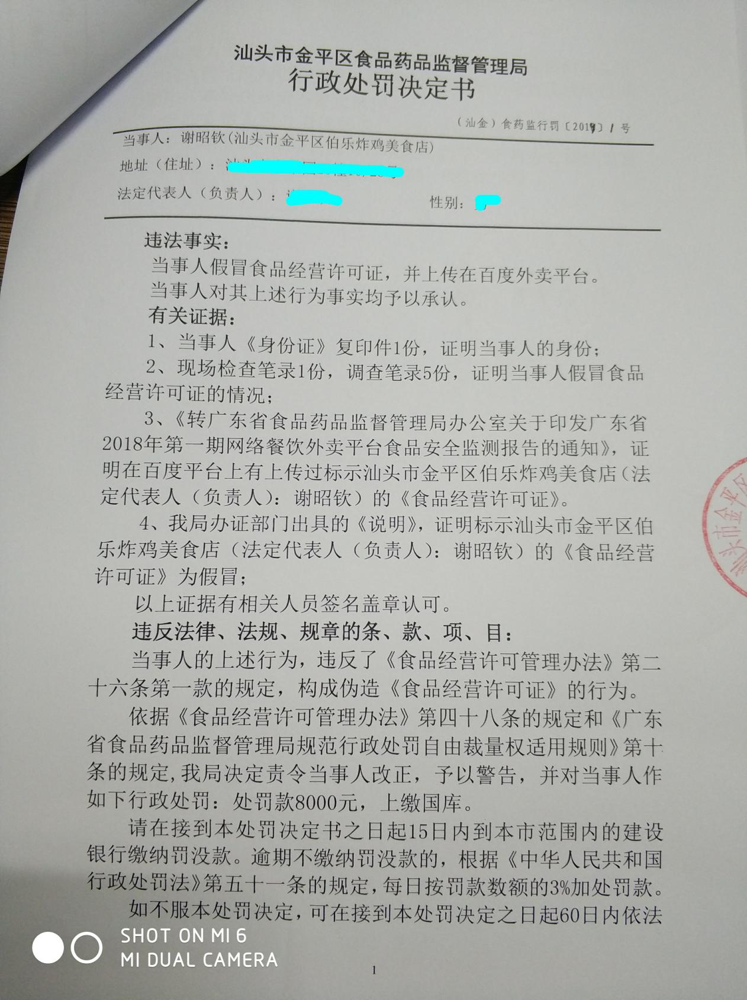 汕头市金平区食品药品监督管理局
行政处罚决定书
（汕金）食药监行罚〔2019〕1号
当事人：谢昭钦(汕头市金平区伯乐炸鸡美食店)
地址（住址）：
法定代表人（负责人）： 性别：
违法事实：
当事人假冒食品经营许可证，并上传在百度外卖平台。
当事人对其上述行为事实均予以承认。
有关证据：
1、当事人《身份证》复印件1份，证明当事人的身份；
2、现场检查笔录1份，调查笔录5份，证明当事人假冒食品
经营许可证的情况；
3、《转广东省食品药品监督管理局办公室关于印发广东省
2018年第一期网络餐饮外卖平台食品安全监测报告的通知》，证
明在百度平台上有上传过标示汕头市金平区伯乐炸鸡美食店（法
定代表人（负责人）：谢昭钦）的《食品经营许可证》。
4、我局办证部门出具的《说明》，证明标示汕头市金平区伯
乐炸鸡美食店（法定代表人（负责人）：谢昭钦）的《食品经营
许可证》为假冒；
以上证据有相关人员签名盖章认可。
违反法律、法规、规章的条、款、项、目：
当事人的上述行为，违反了《食品经营许可管理办法》第二
十六条第一款的规定，构成伪造《食品经营许可证》的行为。
依据《食品经营许可管理办法》第四十八条的规定和《广东
省食品药品监督管理局规范行政处罚自由裁量权适用规则》第十
条的规定,我局决定责令当事人改正，予以警告，并对当事人作
如下行政处罚：处罚款8000元，上缴国库。
请在接到本处罚决定书之日起15日内到本市范围内的建设
银行缴纳罚没款。逾期不缴纳罚没款的，根据《中华人民共和国
行政处罚法》第五十一条的规定，每日按罚款数额的3%加处罚款。
如不服本处罚决定，可在接到本处罚决定之日起60日内依法
1
汕头市金平区
SHOT ON MI 6
MI DUAL CAMERA